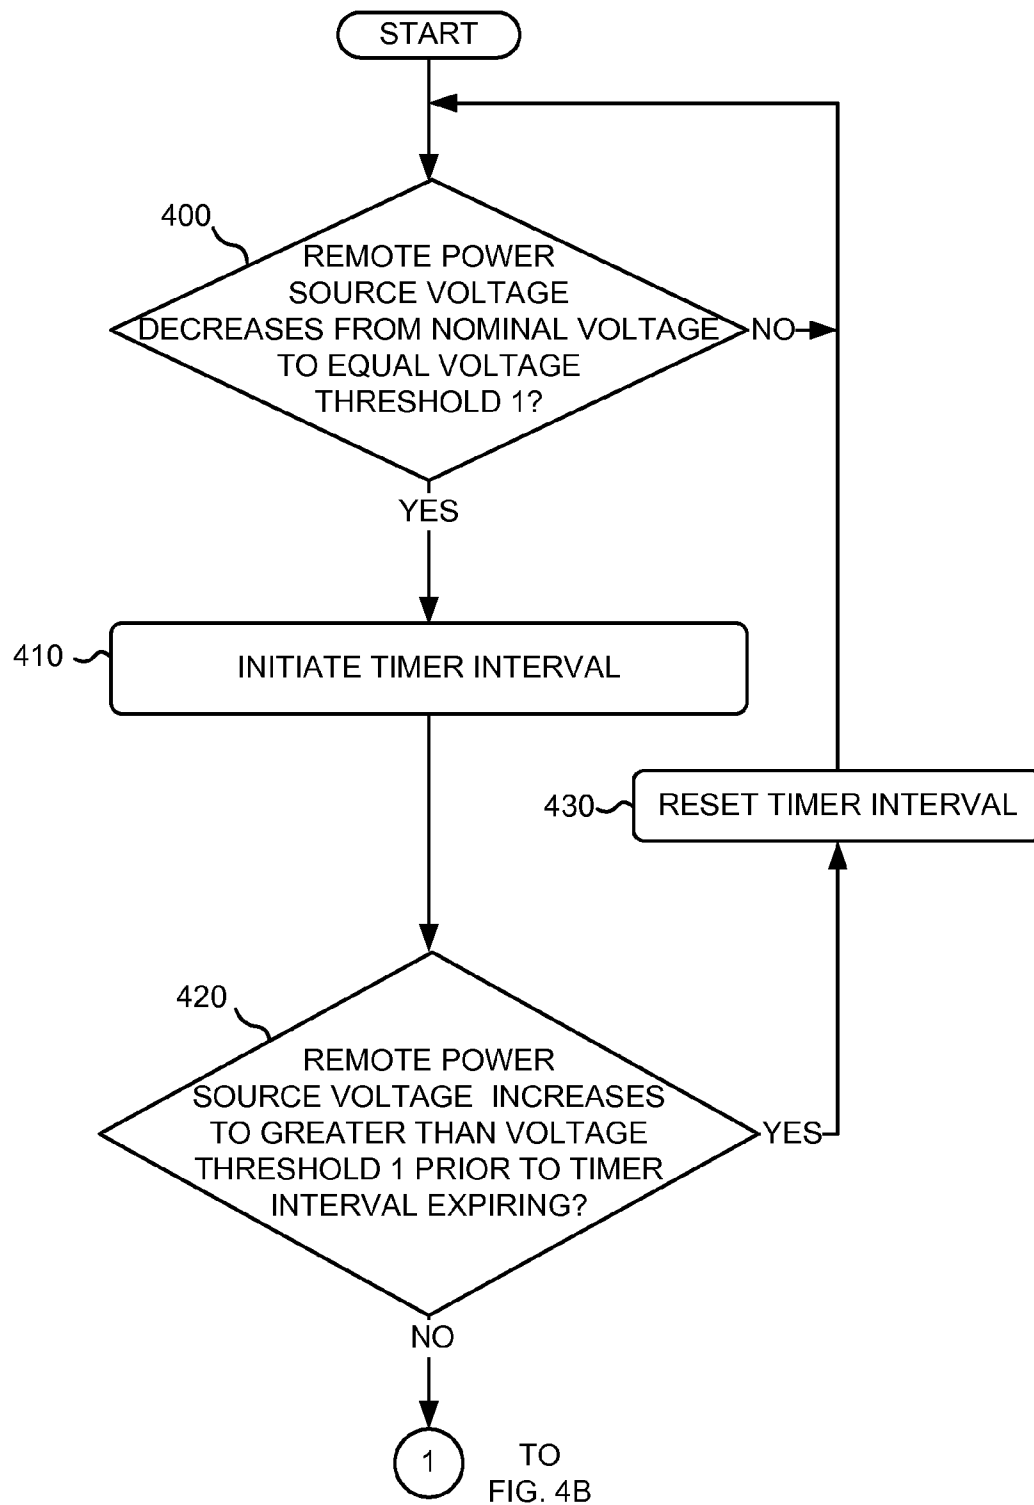 START
400
REMOTE POWER
SOURCE VOLTAGE
DECREASES FROM NOMINAL VOLTAGE
TO EQUAL VOLTAGE
THRESHOLD 1?
NO
YES
410
INITIATE TIMER INTERVAL
430
RESET TIMER INTERVAL
420
REMOTE POWER
SOURCE VOLTAGE INCREASES
TO GREATER THAN VOLTAGE
THRESHOLD 1 PRIOR TO TIMER
INTERVAL EXPIRING?
YES
NO
1
TO
FIG. 4B